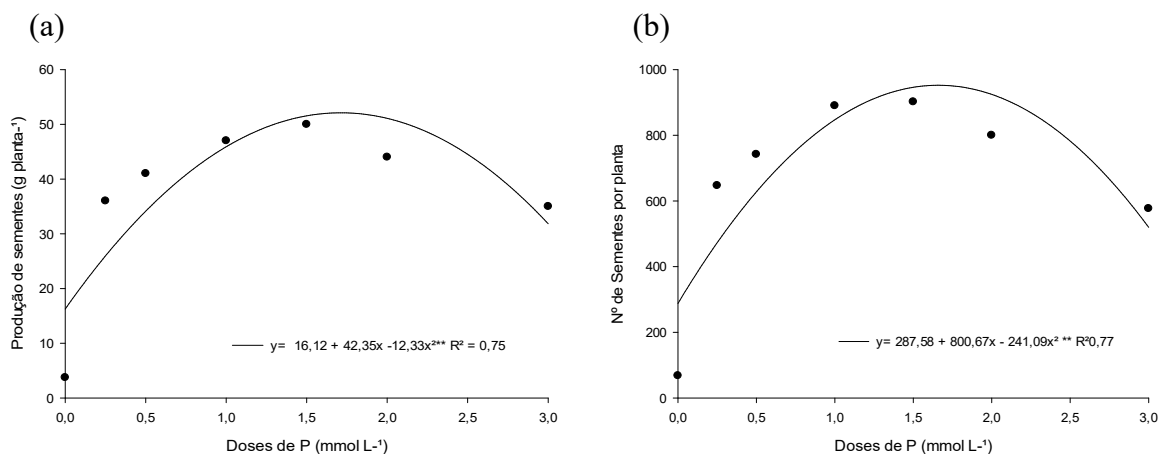 (a)
60
50
40
30
20
10
0
Produção de sementes (g planta-¹)
y= 16,12 + 42,35x -12,33x²** R² = 0,75
0,0 0,5 1,0 1,5 2,0 2,5 3,0
Doses de P (mmol L-¹)
(b)
1000
800
600
400
200
0
Nº de Sementes por planta
y= 287,58 + 800,67x - 241,09x² ** R²0,77
0,0 0,5 1,0 1,5 2,0 2,5 3,0
Doses de P (mmol L-¹)